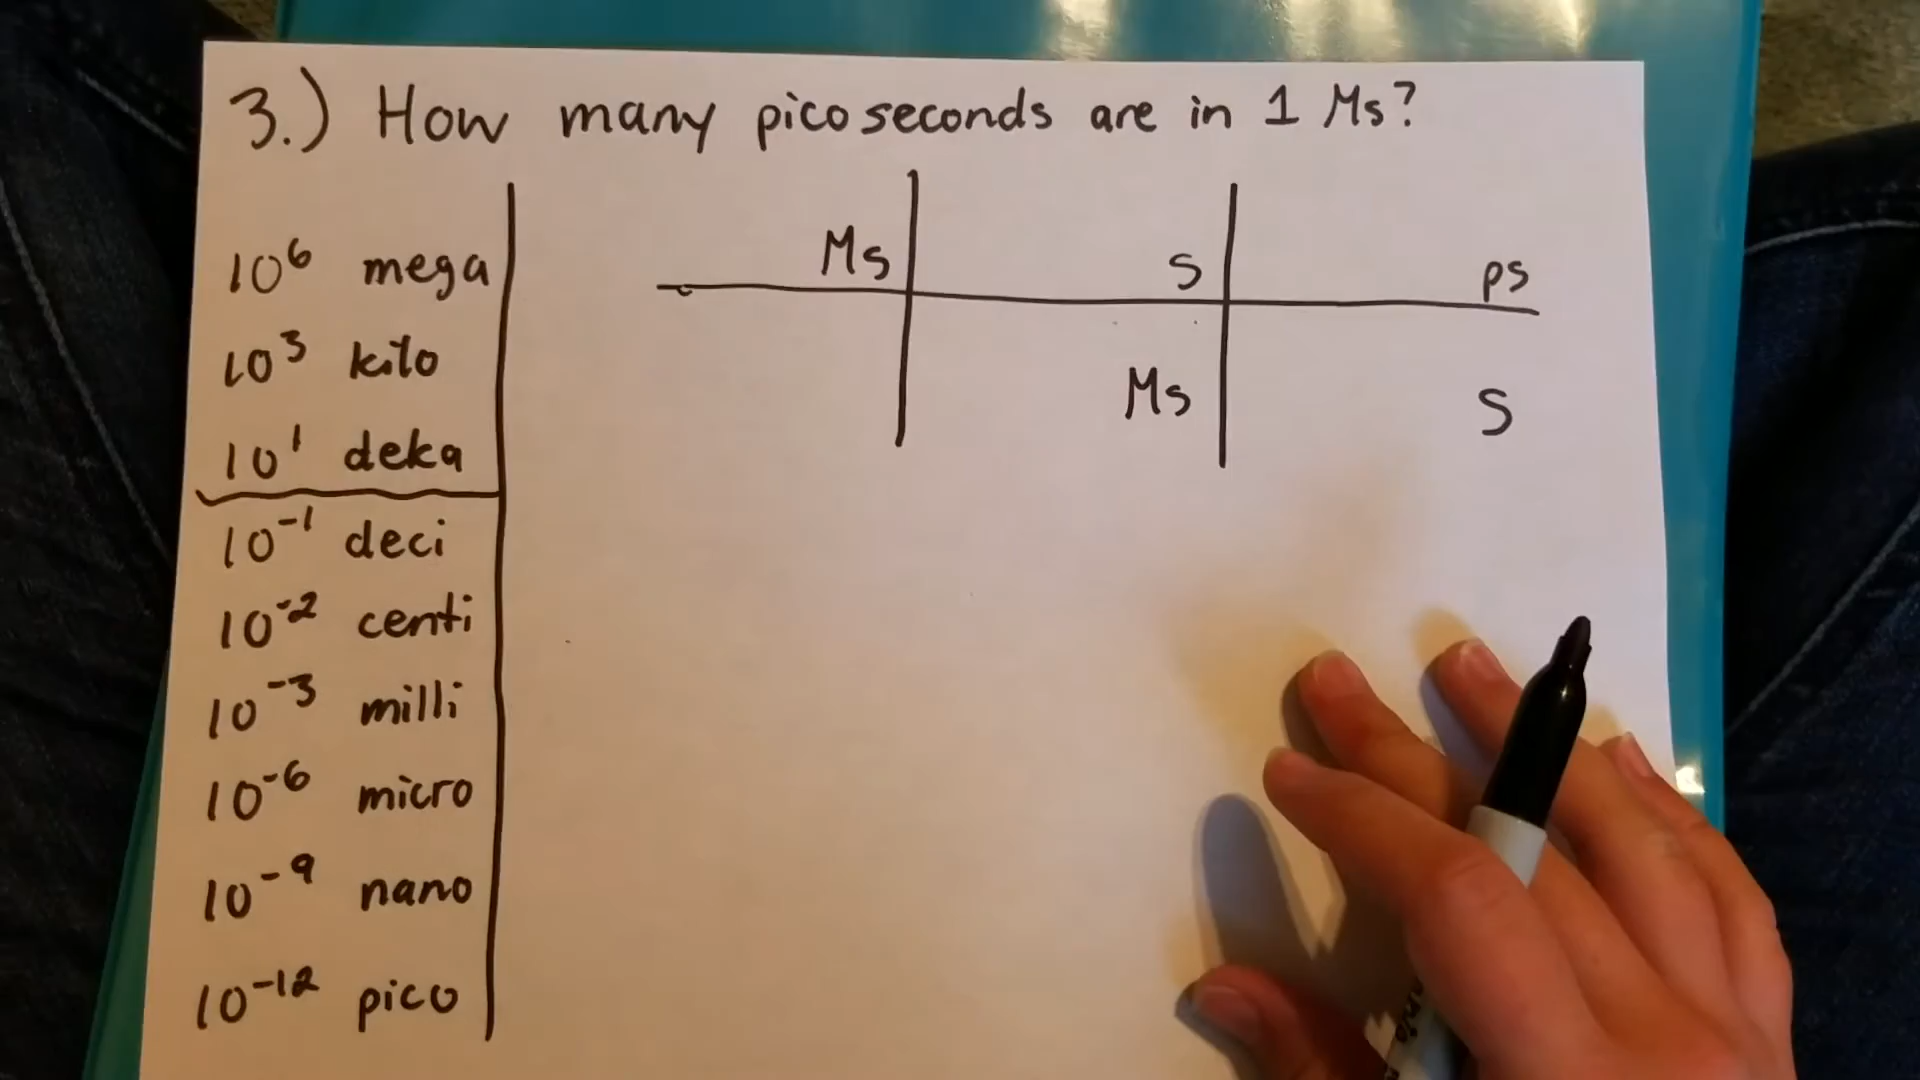 3.) How many picoseconds are in 1 Ms?
10⁶ mega
10³ kilo
10¹ deka
10⁻¹ deci
10⁻² centi
10⁻³ milli
10⁻⁶ micro
10⁻⁹ nano
10⁻¹² pico
Ms s ps
Ms s